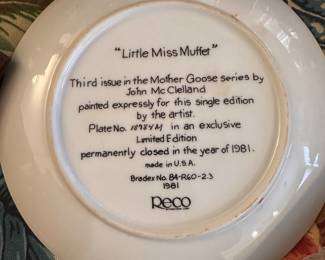 "Little Miss Muffet"
Third issue in the Mother Goose series by
John McClelland
painted expressly for this single edition
by the artist.
Plate No. in an exclusive
Limited Edition
permanently closed in the year of 1981.
made in U.S.A.
Bradex No. 84-R60-2.3
1981
Reco